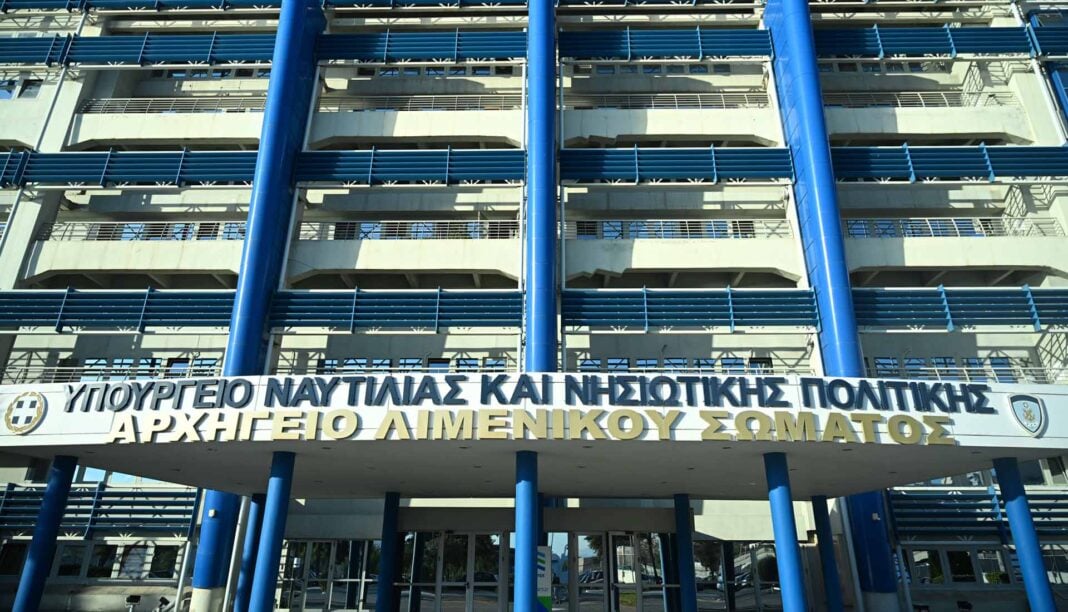 ΥΠΟΥΡΓΕΙΟ ΝΑΥΤΙΛΙΑΣ ΚΑΙ ΝΗΣΙΩΤΙΚΗΣ ΠΟΛΙΤΙΚΗΣ
ΑΡΧΗΓΕΙΟ ΛΙΜΕΝΙΚΟΥ ΣΩΜΑΤΟΣ